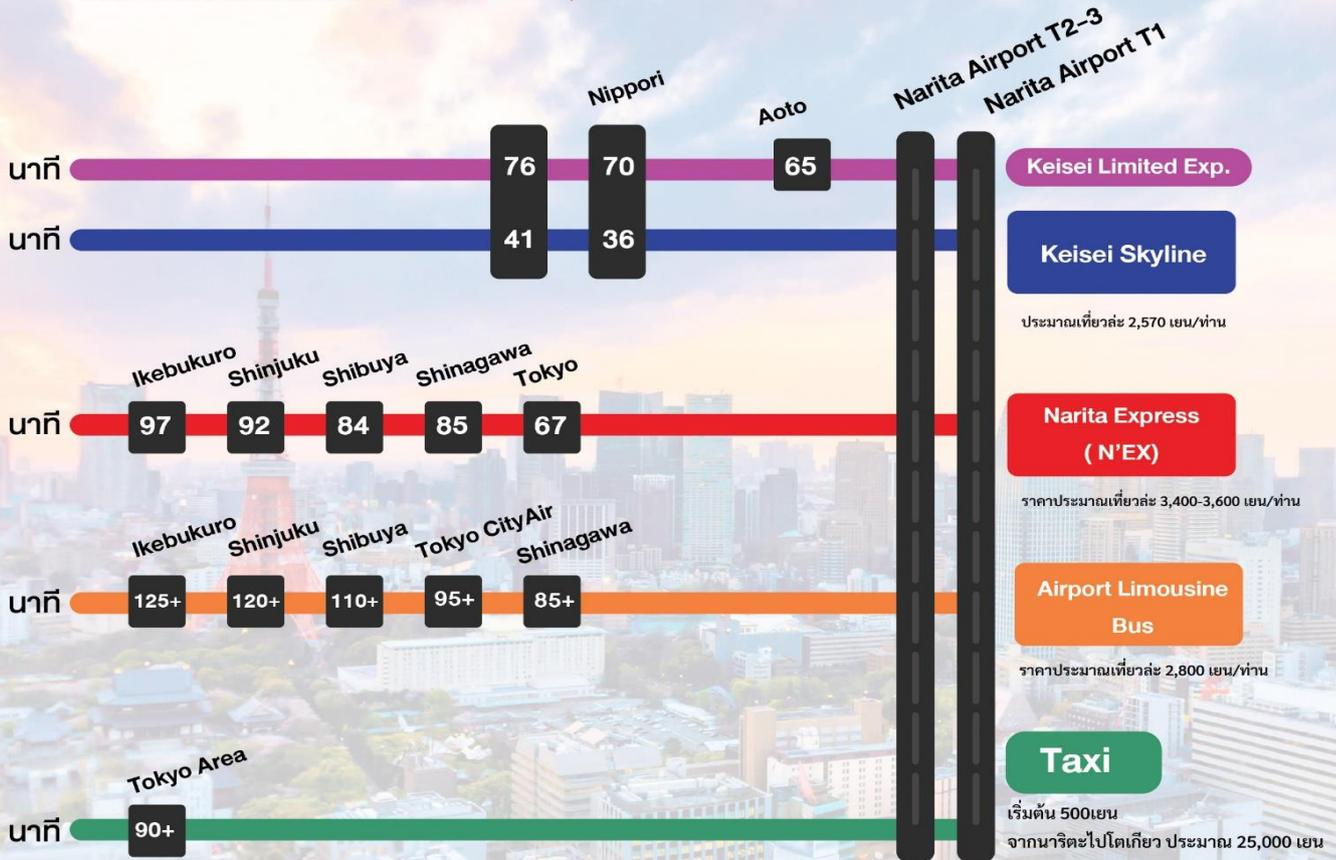 Narita Airport T2-3
Narita Airport T1
Nippori
Aoto
นาที
76
70
65
Keisei Limited Exp.
นาที
41
36
Keisei Skyline
ประมาณเที่ยวล่ะ 2,570 เยน/ท่าน
Ikebukuro
Shinjuku
Shibuya
Shinagawa
Tokyo
นาที
97
92
84
85
67
Narita Express
( N’EX)
ราคาประมาณเที่ยวล่ะ 3,400-3,600 เยน/ท่าน
Ikebukuro
Shinjuku
Shibuya
Tokyo CityAir
Shinagawa
นาที
125+
120+
110+
95+
85+
Airport Limousine
Bus
ราคาประมาณเที่ยวล่ะ 2,800 เยน/ท่าน
Tokyo Area
นาที
90+
Taxi
เริ่มต้น 500เยน
จากนาริตะไปโตเกียว ประมาณ 25,000 เยน